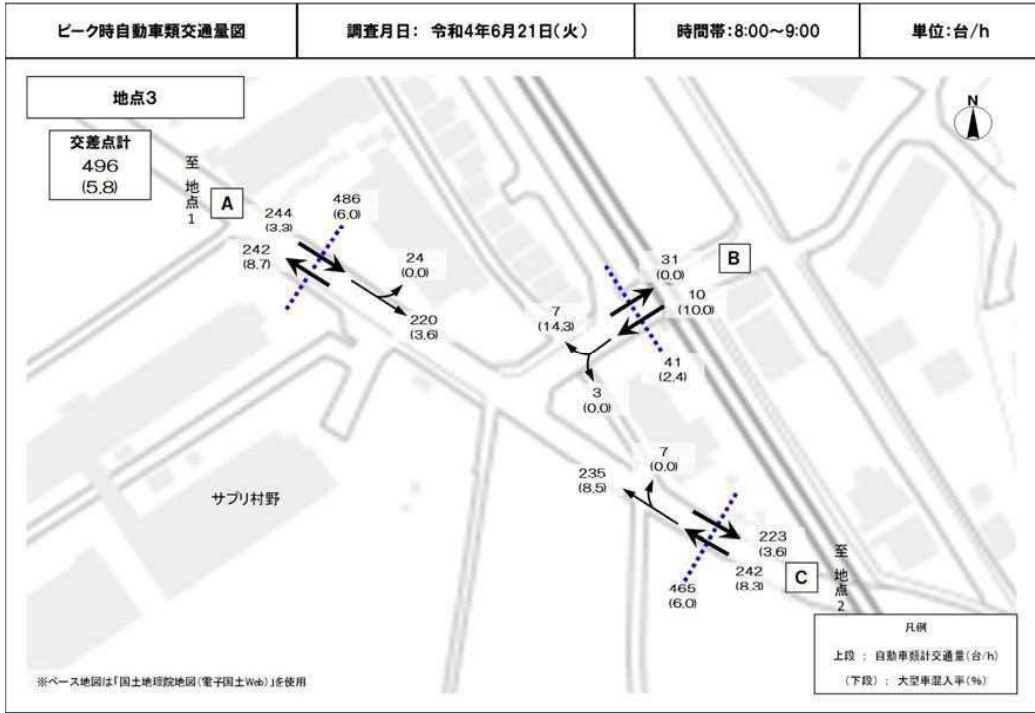 ピーク時自動車類交通量図
調査月日： 令和4年6月21日(火)
時間帯：8:00～9:00
単位：台/h
地点3
交差点計
496
(5.8)
至 地点1
A
244
(3.3)
242
(8.7)
486
(6.0)
24
(0.0)
220
(3.6)
N
B
31
(0.0)
10
(10.0)
7
(14.3)
41
(2.4)
3
(0.0)
7
(0.0)
235
(8.5)
サプリ村野
223
(3.6)
242
(8.3)
465
(6.0)
C
至 地点2
凡例
上段 ： 自動車類計交通量(台/h)
(下段) ： 大型車混入率(%)
※ベース地図は「国土地理院地図(電子国土Web)」を使用